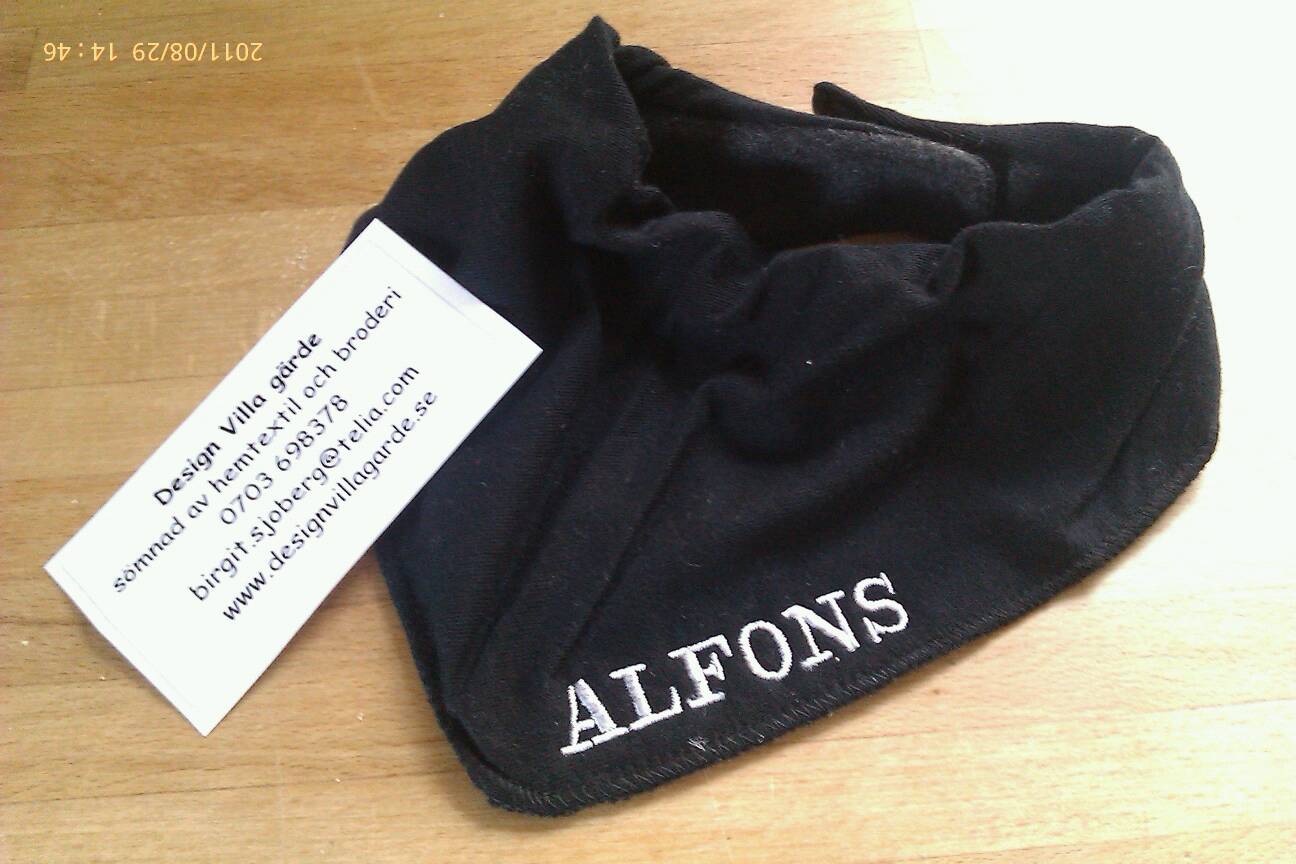 2011/08/29 14:46
Design Villa gärde
sömnad av hemtextil och broderi
0703 698378
birgit.sjoberg@telia.com
www.designvillagarde.se
ALFONS